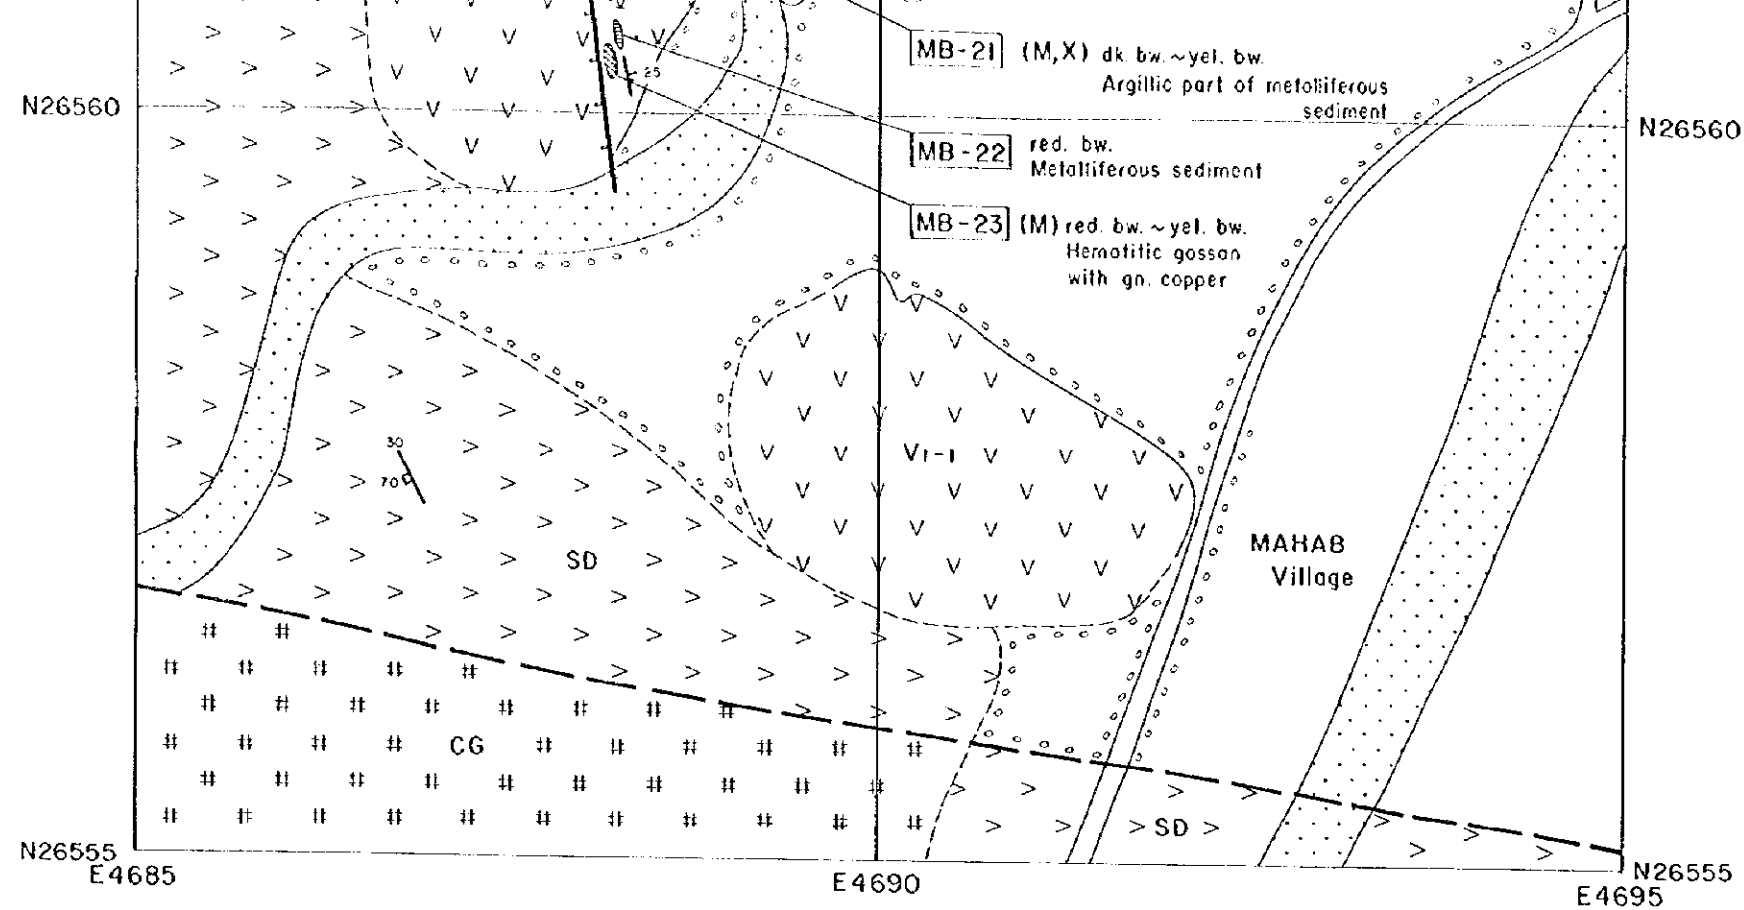 MB-21 (M,X) dk. bw.~yel. bw.
25
Argillic part of metalliferous
sediment
N26560
N26560
MB-22 red. bw.
Metalliferous sediment
MB-23 (M) red. bw.~yel. bw.
Hematitic gossan
with gn. copper
30
V1-1
70
MAHAB
Village
SD
CG
SD
N26555
N26555
E4685
E4690
E4695